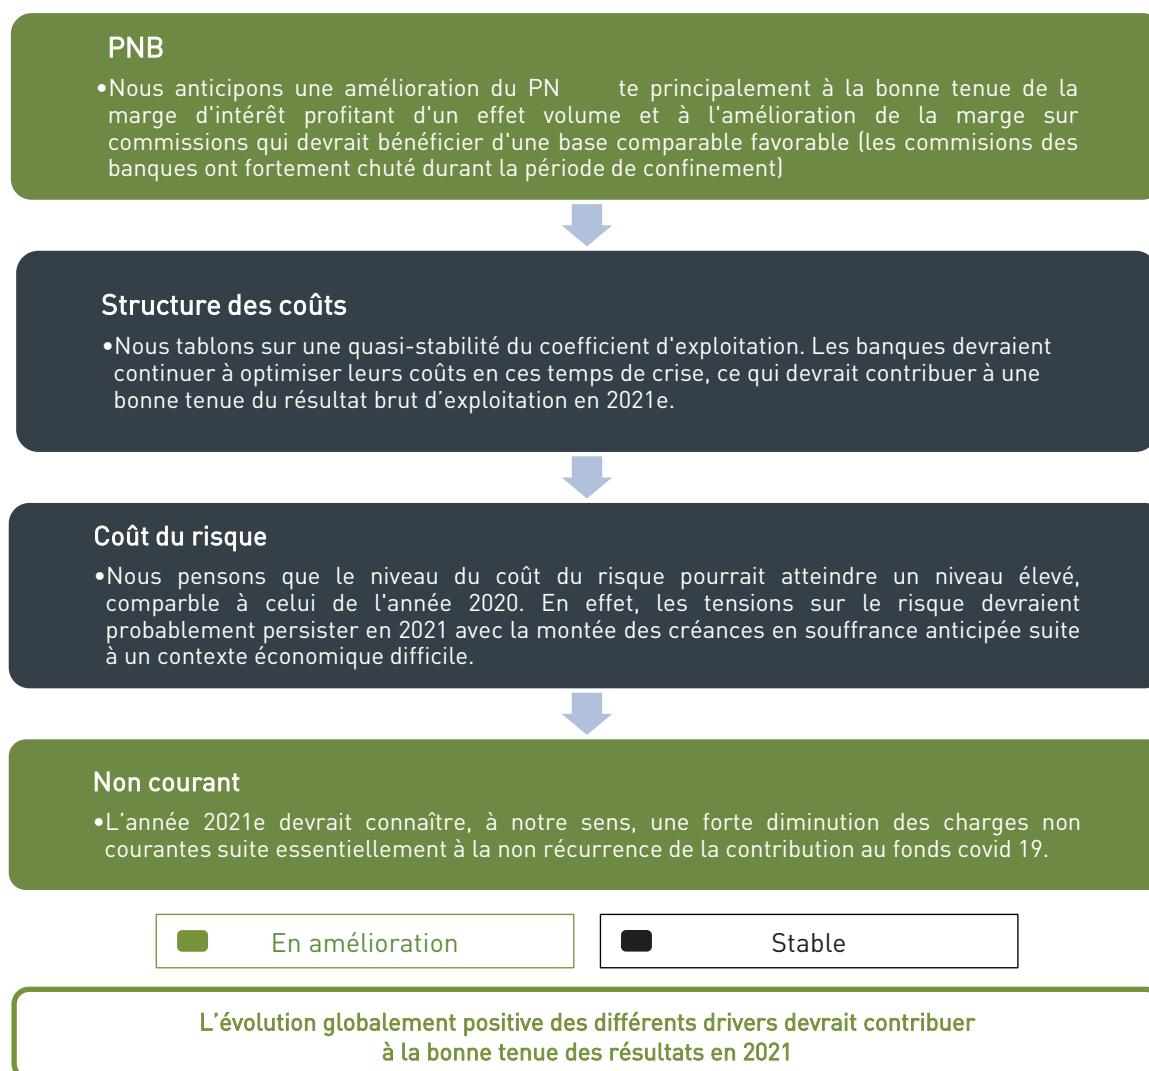 PNB
•Nous anticipons une amélioration du PN te principalement à la bonne tenue de la
marge d'intérêt profitant d'un effet volume et à l'amélioration de la marge sur
commissions qui devrait bénéficier d'une base comparable favorable (les commisions des
banques ont fortement chuté durant la période de confinement)
Structure des coûts
•Nous tablons sur une quasi-stabilité du coefficient d'exploitation. Les banques devraient
continuer à optimiser leurs coûts en ces temps de crise, ce qui devrait contribuer à une
bonne tenue du résultat brut d’exploitation en 2021e.
Coût du risque
•Nous pensons que le niveau du coût du risque pourrait atteindre un niveau élevé,
comparble à celui de l'année 2020. En effet, les tensions sur le risque devraient
probablement persister en 2021 avec la montée des créances en souffrance anticipée suite
à un contexte économique difficile.
Non courant
•L’année 2021e devrait connaître, à notre sens, une forte diminution des charges non
courantes suite essentiellement à la non récurrence de la contribution au fonds covid 19.
En amélioration
Stable
L’évolution globalement positive des différents drivers devrait contribuer
à la bonne tenue des résultats en 2021